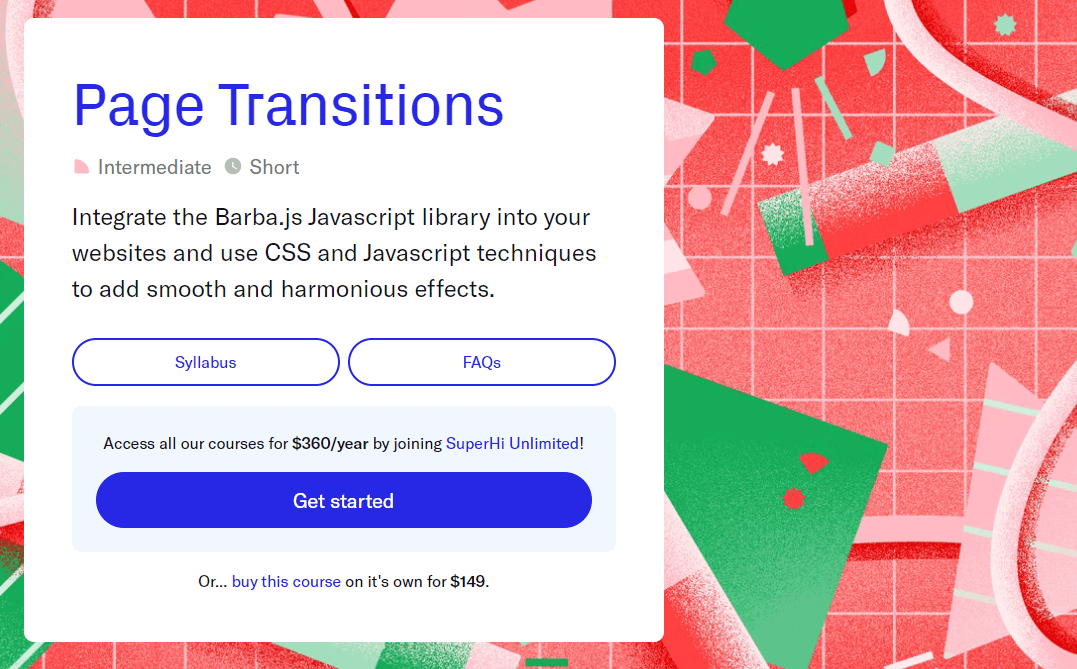 Page Transitions
Intermediate Short
Integrate the Barba.js Javascript library into your
websites and use CSS and Javascript techniques
to add smooth and harmonious effects.
Syllabus FAQs
Access all our courses for $360/year by joining SuperHi Unlimited!
Get started
Or... buy this course on it's own for $149.